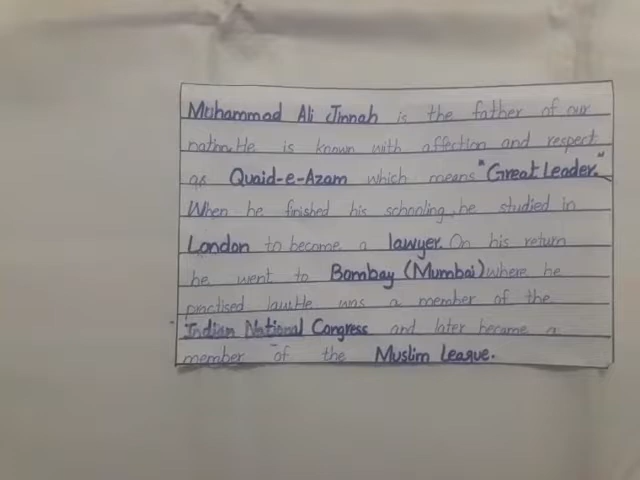 Muhammad Ali Jinnah is the father of our
nation. He is known with affection and respect
as Quaid-e-Azam which means "Great Leader."
When he finished his schooling, he studied in
London to become a lawyer. On his return
he went to Bombay (Mumbai) where he
practised law. He was a member of the
Indian National Congress and later became a
member of the Muslim League.